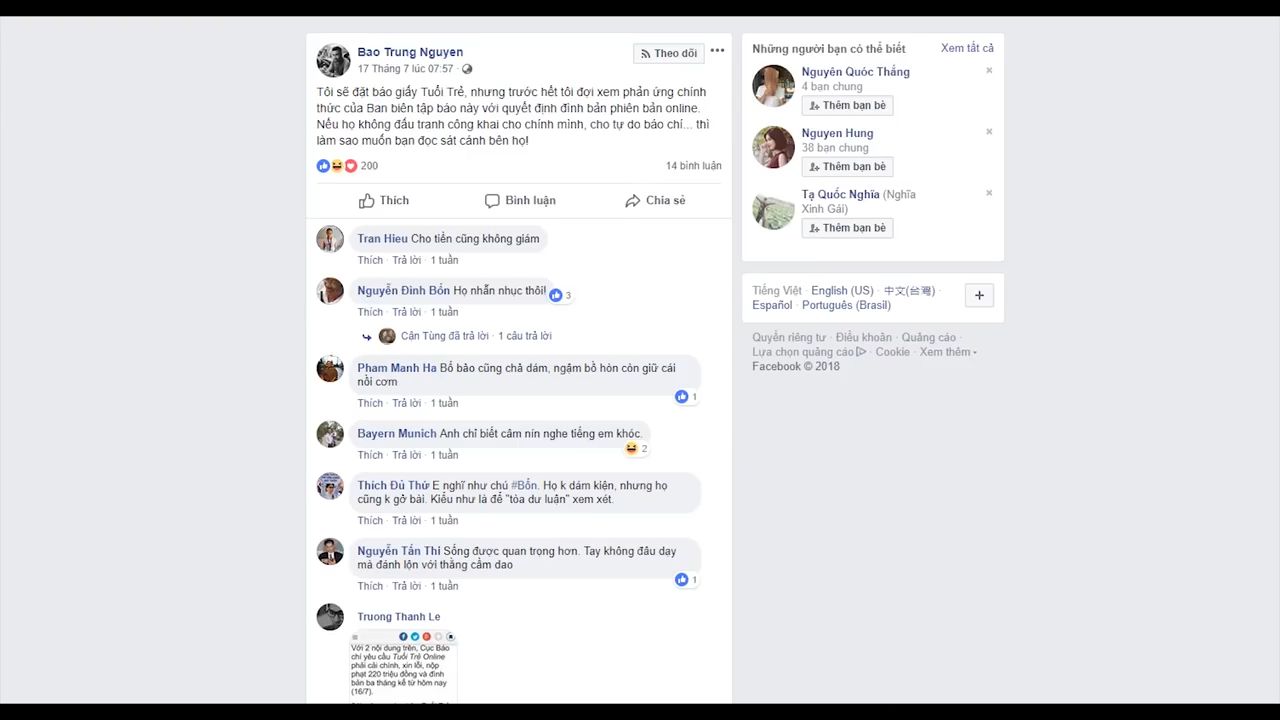 Bao Trung Nguyen
17 Tháng 7 lúc 07:57 ·
Theo dõi
Tôi sẽ đặt báo giấy Tuổi Trẻ, nhưng trước hết tôi đợi xem phản ứng chính
thức của Ban biên tập báo này với quyết định đình bản phiên bản online.
Nếu họ không đấu tranh công khai cho chính mình, cho tự do báo chí... thì
làm sao muốn bạn đọc sát cánh bên họ!
200
14 bình luận
Thích
Bình luận
Chia sẻ
Tran Hieu Cho tiền cũng không giám
Thích · Trả lời · 1 tuần
Nguyễn Đình Bổn Họ nhẫn nhục thôi!
3
Thích · Trả lời · 1 tuần
Cận Tùng đã trả lời · 1 câu trả lời
Pham Manh Ha Bố bảo cũng chả dám, ngậm bồ hòn còn giữ cái
nồi cơm
1
Thích · Trả lời · 1 tuần
Bayern Munich Anh chỉ biết câm nín nghe tiếng em khóc.
2
Thích · Trả lời · 1 tuần
Thích Đủ Thứ E nghĩ như chú #Bổn. Họ k dám kiện, nhưng họ
cũng k gở bài. Kiểu như là để "tòa dư luận" xem xét.
Thích · Trả lời · 1 tuần
Nguyễn Tấn Thi Sống được quan trọng hơn. Tay không đâu dạy
mà đánh lộn với thằng cầm dao
1
Thích · Trả lời · 1 tuần
Truong Thanh Le
Với 2 nội dung trên, Cục Báo
chí yêu cầu Tuổi Trẻ Online
phải cải chính, xin lỗi, nộp
phạt 220 triệu đồng và đình
bản ba tháng kể từ hôm nay
(16/7).
Những người bạn có thể biết
Xem tất cả
Nguyên Quốc Thắng
4 bạn chung
Thêm bạn bè
Nguyen Hung
38 bạn chung
Thêm bạn bè
Tạ Quốc Nghĩa (Nghĩa
Xinh Gái)
Thêm bạn bè
Tiếng Việt · English (US) · 中文(台灣) ·
Español · Português (Brasil)
Quyền riêng tư · Điều khoản · Quảng cáo ·
Lựa chọn quảng cáo · Cookie · Xem thêm
Facebook © 2018